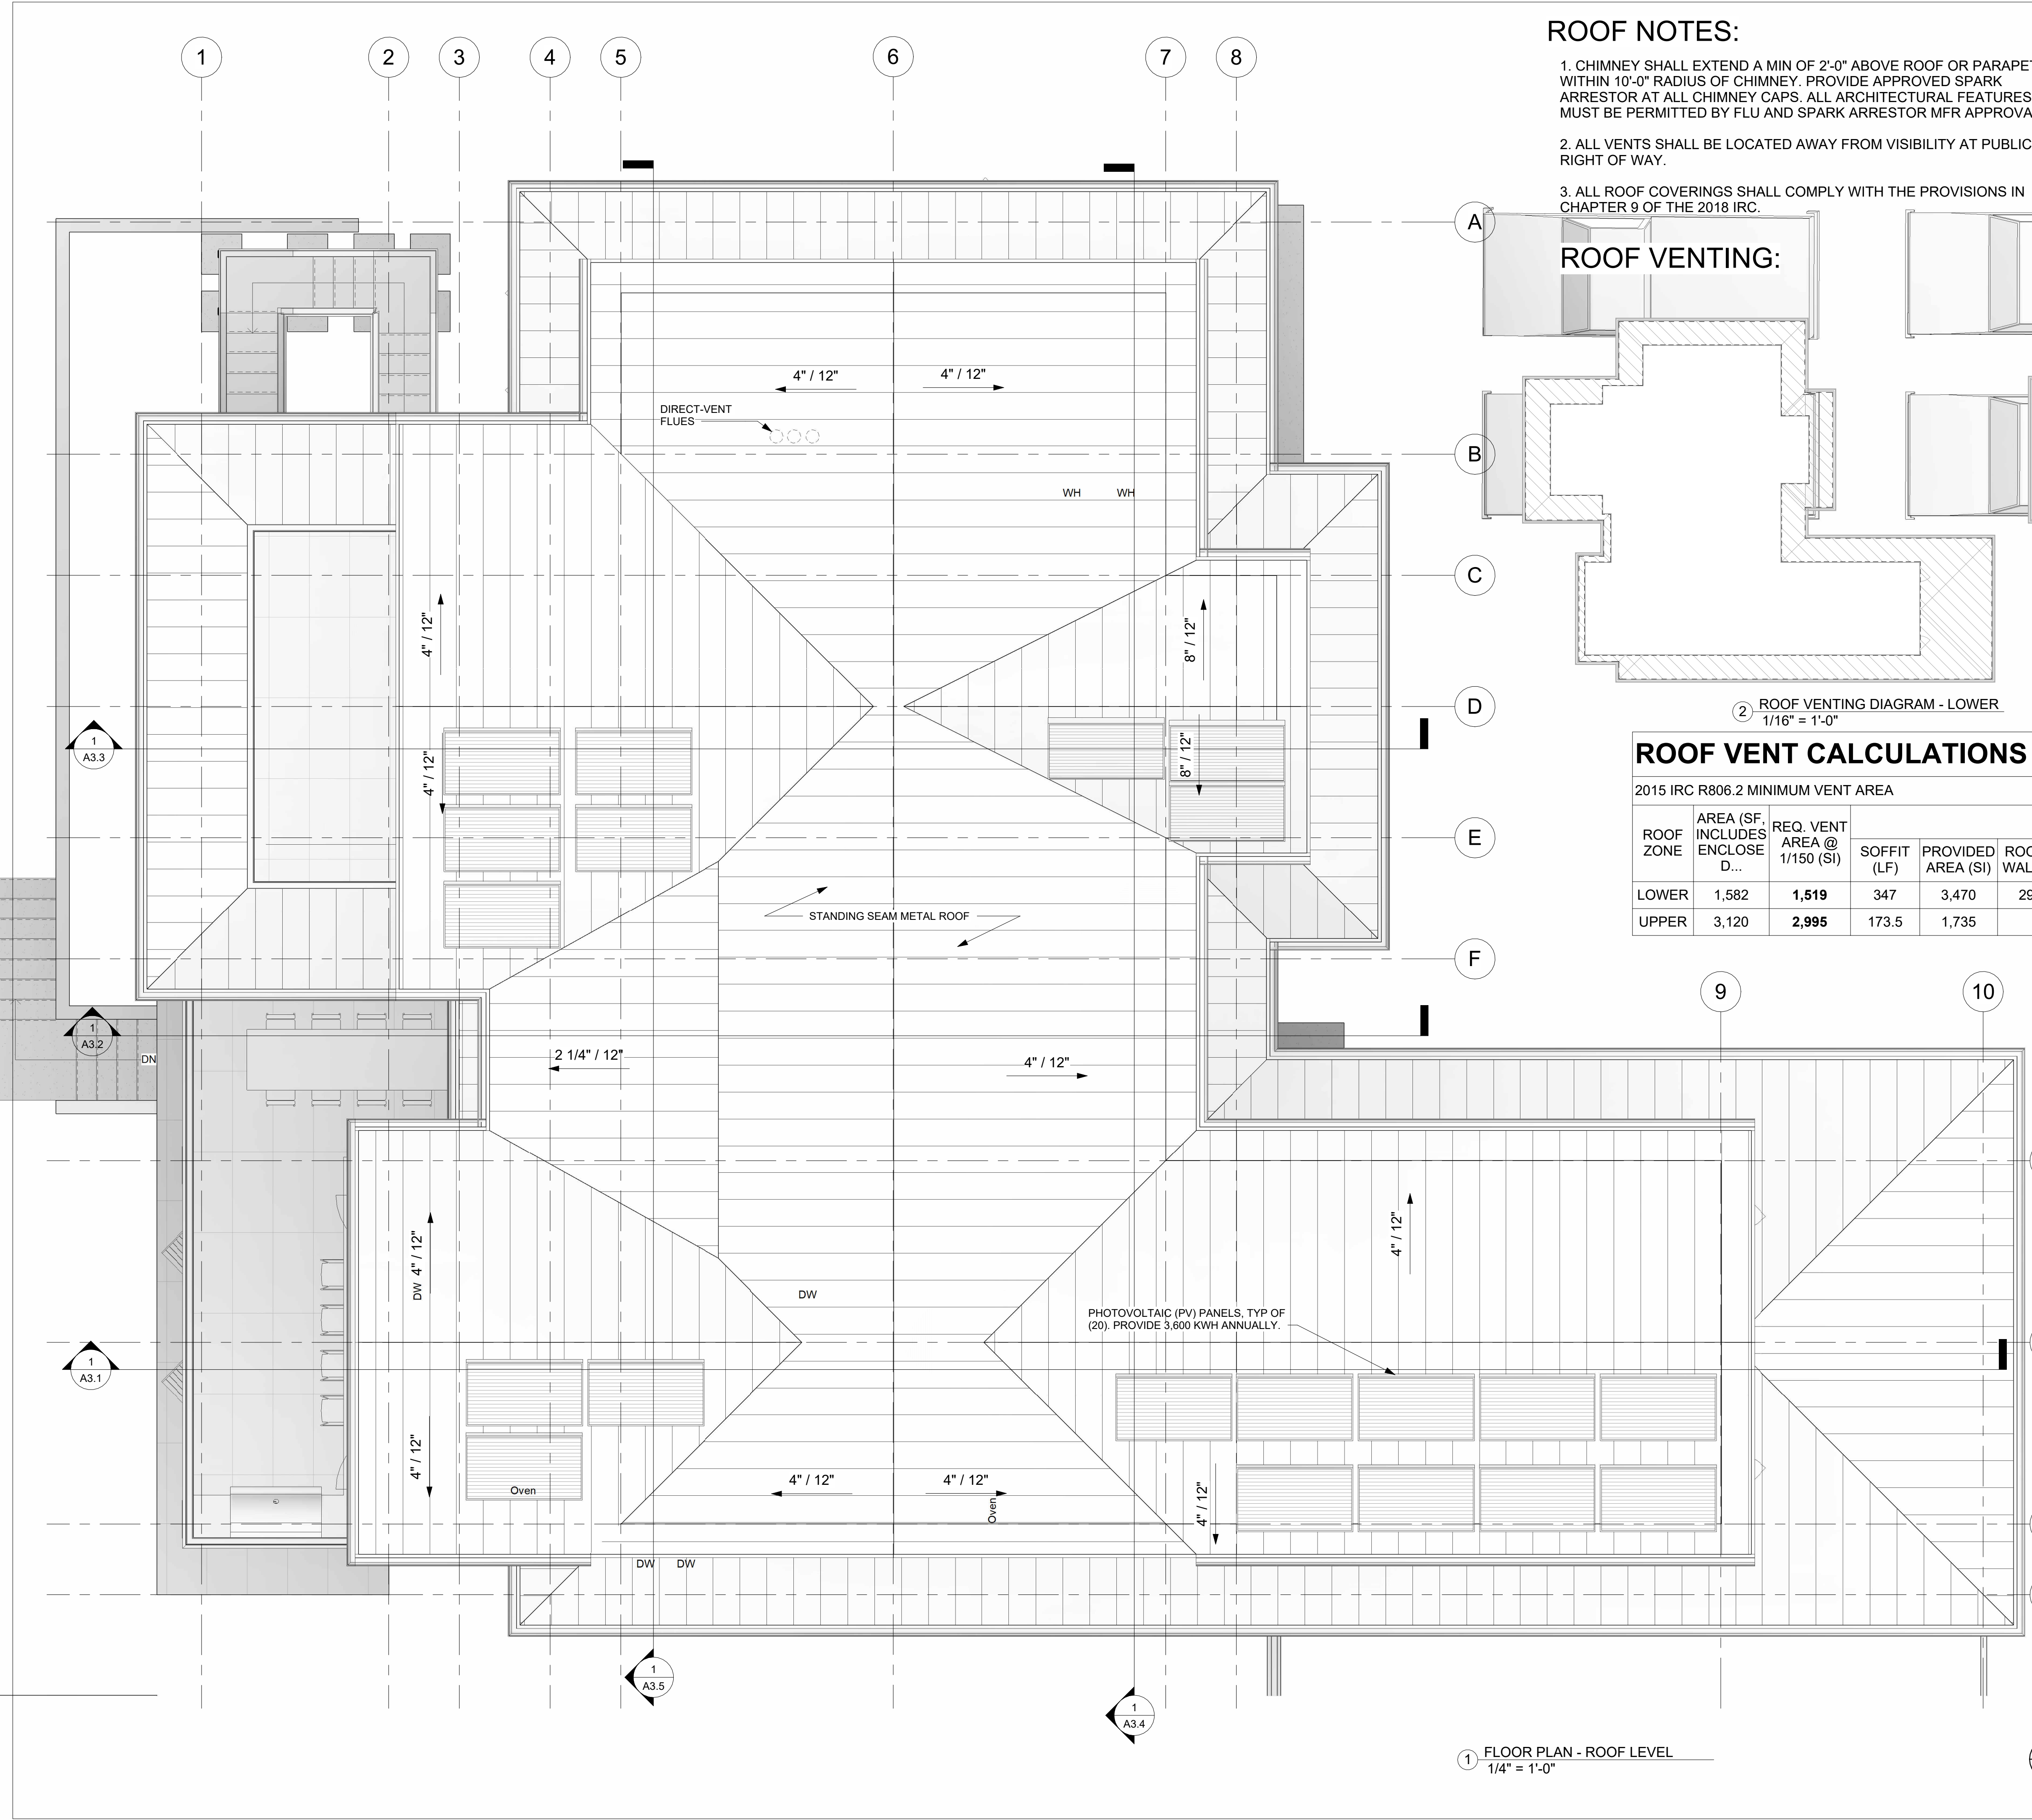 1 2 3 4 5 6 7 8
ROOF NOTES:
1. CHIMNEY SHALL EXTEND A MIN OF 2'-0" ABOVE ROOF OR PARAPET
WITHIN 10'-0" RADIUS OF CHIMNEY. PROVIDE APPROVED SPARK
ARRESTOR AT ALL CHIMNEY CAPS. ALL ARCHITECTURAL FEATURES
MUST BE PERMITTED BY FLU AND SPARK ARRESTOR MFR APPROVA
2. ALL VENTS SHALL BE LOCATED AWAY FROM VISIBILITY AT PUBLIC
RIGHT OF WAY.
3. ALL ROOF COVERINGS SHALL COMPLY WITH THE PROVISIONS IN
CHAPTER 9 OF THE 2018 IRC.
A
ROOF VENTING:
4" / 12" 4" / 12"
DIRECT-VENT
FLUES
B
WH WH
C
4" / 12"
8" / 12"
D
2 ROOF VENTING DIAGRAM - LOWER
1/16" = 1'-0"
1
A3.3
4" / 12"
8" / 12"
ROOF VENT CALCULATIONS
2015 IRC R806.2 MINIMUM VENT AREA
ROOF
ZONE
AREA (SF,
INCLUDES
ENCLOSE
D...
REQ. VENT
AREA @
1/150 (SI)
SOFFIT
(LF)
PROVIDED
AREA (SI)
ROO
WAL
LOWER 1,582 1,519 347 3,470 29
UPPER 3,120 2,995 173.5 1,735
E
STANDING SEAM METAL ROOF
F
9 10
1
A3.2
DN
2 1/4" / 12"
4" / 12"
4" / 12"
DW
4" / 12"
DW
PHOTOVOLTAIC (PV) PANELS, TYP OF
(20). PROVIDE 3,600 KWH ANNUALLY.
1
A3.1
4" / 12"
Oven
4" / 12" 4" / 12"
Oven
4" / 12"
DW DW
1
A3.5
1
A3.4
1 FLOOR PLAN - ROOF LEVEL
1/4" = 1'-0"